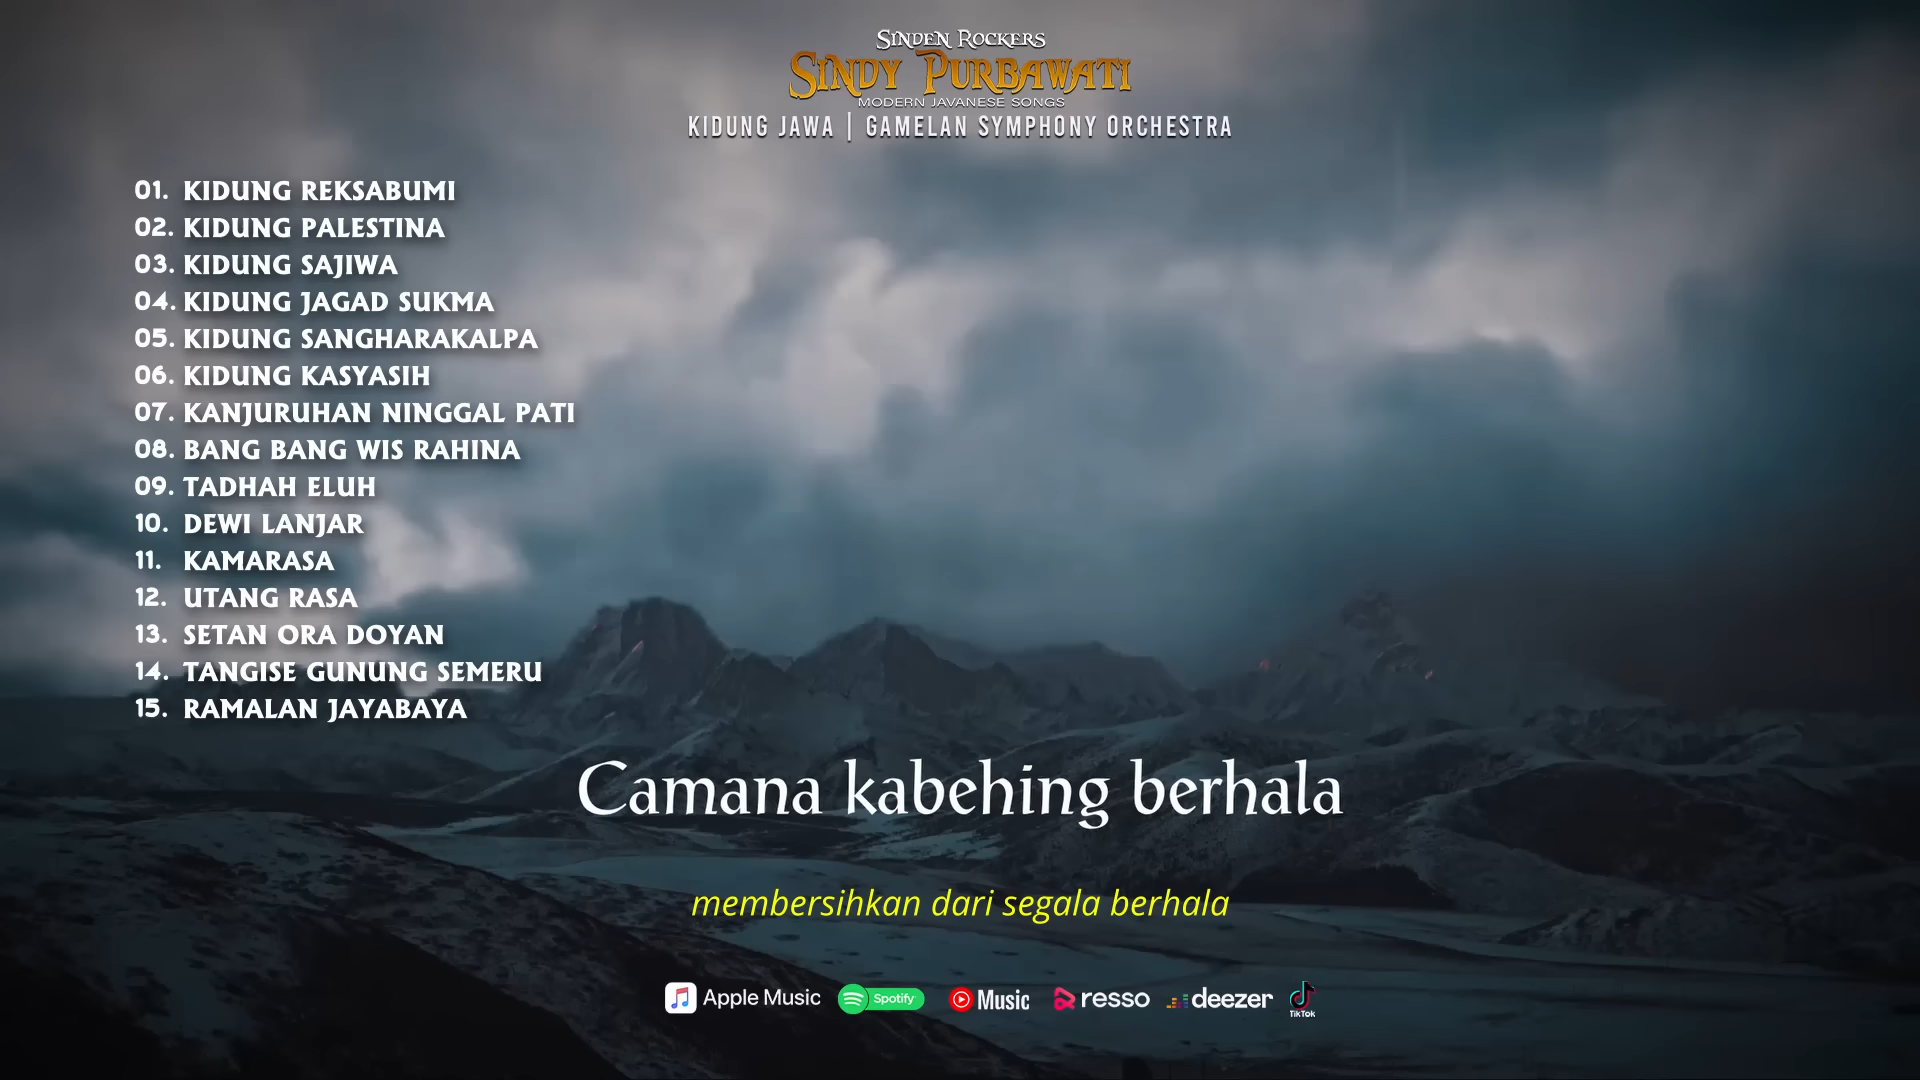 SINDEN ROCKERS
SINDY PURBAWATI
MODERN JAVANESE SONGS
KIDUNG JAWA | GAMELAN SYMPHONY ORCHESTRA
01. KIDUNG REKSABUMI
02. KIDUNG PALESTINA
03. KIDUNG SAJIWA
04. KIDUNG JAGAD SUKMA
05. KIDUNG SANGHARAKALPA
06. KIDUNG KASYASIH
07. KANJURUHAN NINGGAL PATI
08. BANG BANG WIS RAHINA
09. TADHAH ELUH
10. DEWI LANJAR
11. KAMARASA
12. UTANG RASA
13. SETAN ORA DOYAN
14. TANGISE GUNUNG SEMERU
15. RAMALAN JAYABAYA
Camana kabehing berhala
membersihkan dari segala berhala
Apple Music Spotify Music resso deezer TikTok